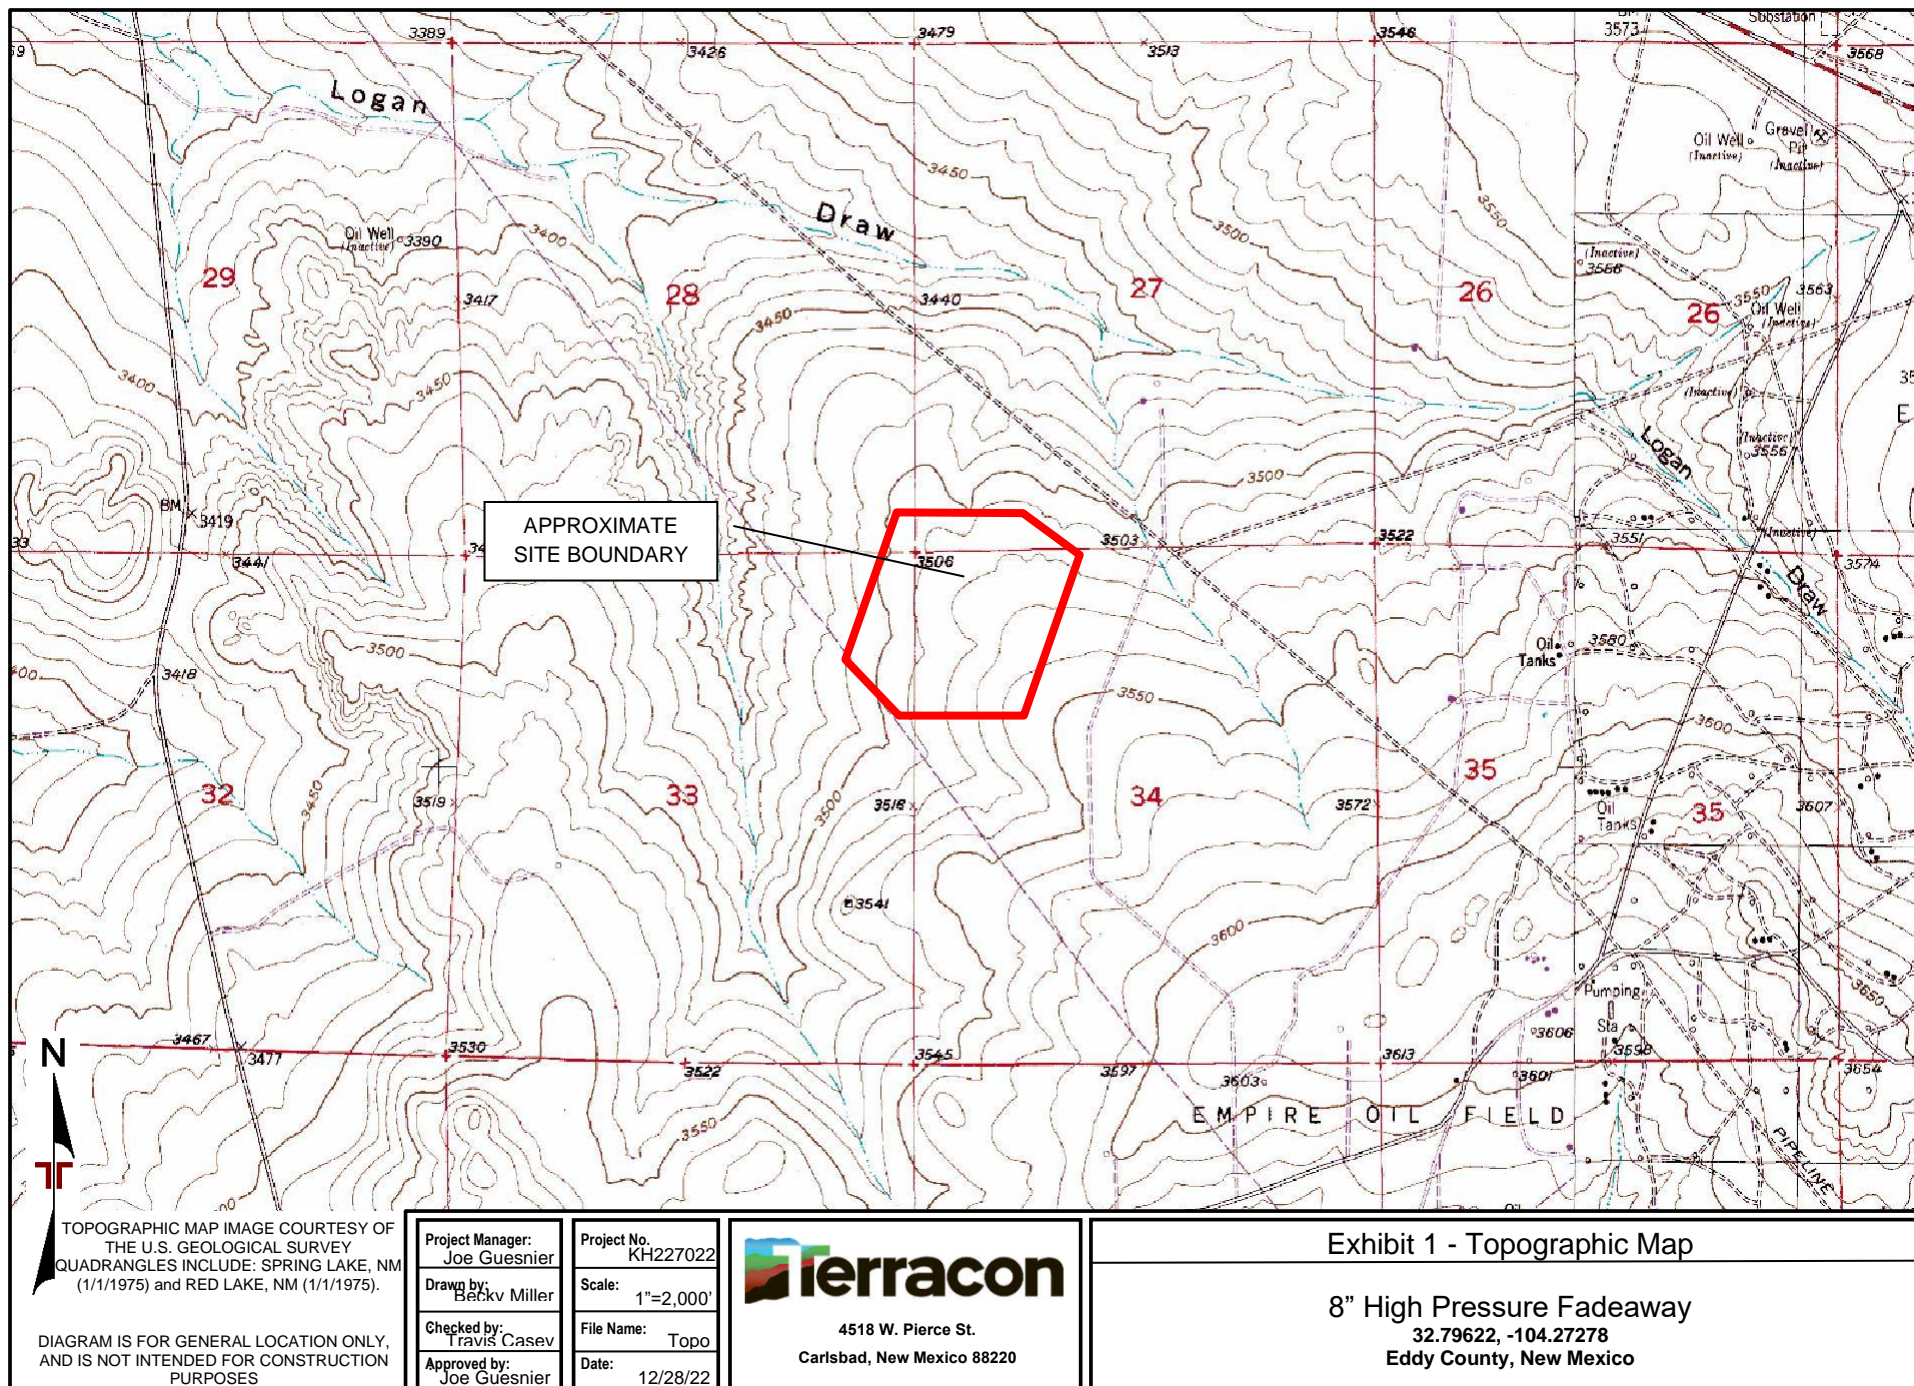 Substation
3389
3426
3479
3513
3546
3573
3568
Logan
Draw
Oil Well
(Inactive)
Gravel
Pit
(Inactive)
3450
3550
3500
3400
Oil Well
(Inactive)
3390
29
28
27
26
26
3417
3440
3450
(Inactive)
3566
3550
3563
Oil Well
(Inactive)
3400
3450
(Inactive)
(Inactive)
3556
Logan
3500
BM
3419
APPROXIMATE
SITE BOUNDARY
3441
3506
3503
3522
3551
(Inactive)
3574
Draw
3500
3418
Oil
Tanks
3580
3550
3600
32
33
34
35
35
3450
3519
3500
3516
3572
Oil
Tanks
3607
3541
3600
Pumping
Sta
3650
3606
3598
3467
3477
3530
3522
3545
3597
3603
3613
3601
3654
EMPIRE OIL FIELD
3550
PIPELINE
N
TOPOGRAPHIC MAP IMAGE COURTESY OF
THE U.S. GEOLOGICAL SURVEY
QUADRANGLES INCLUDE: SPRING LAKE, NM
(1/1/1975) and RED LAKE, NM (1/1/1975).
DIAGRAM IS FOR GENERAL LOCATION ONLY,
AND IS NOT INTENDED FOR CONSTRUCTION
PURPOSES
Project Manager:
Joe Guesnier
Drawn by:
Becky Miller
Checked by:
Travis Casey
Approved by:
Joe Guesnier
Project No.
KH227022
Scale:
1"=2,000'
File Name:
Topo
Date:
12/28/22
Terracon
4518 W. Pierce St.
Carlsbad, New Mexico 88220
Exhibit 1 - Topographic Map
8” High Pressure Fadeaway
32.79622, -104.27278
Eddy County, New Mexico